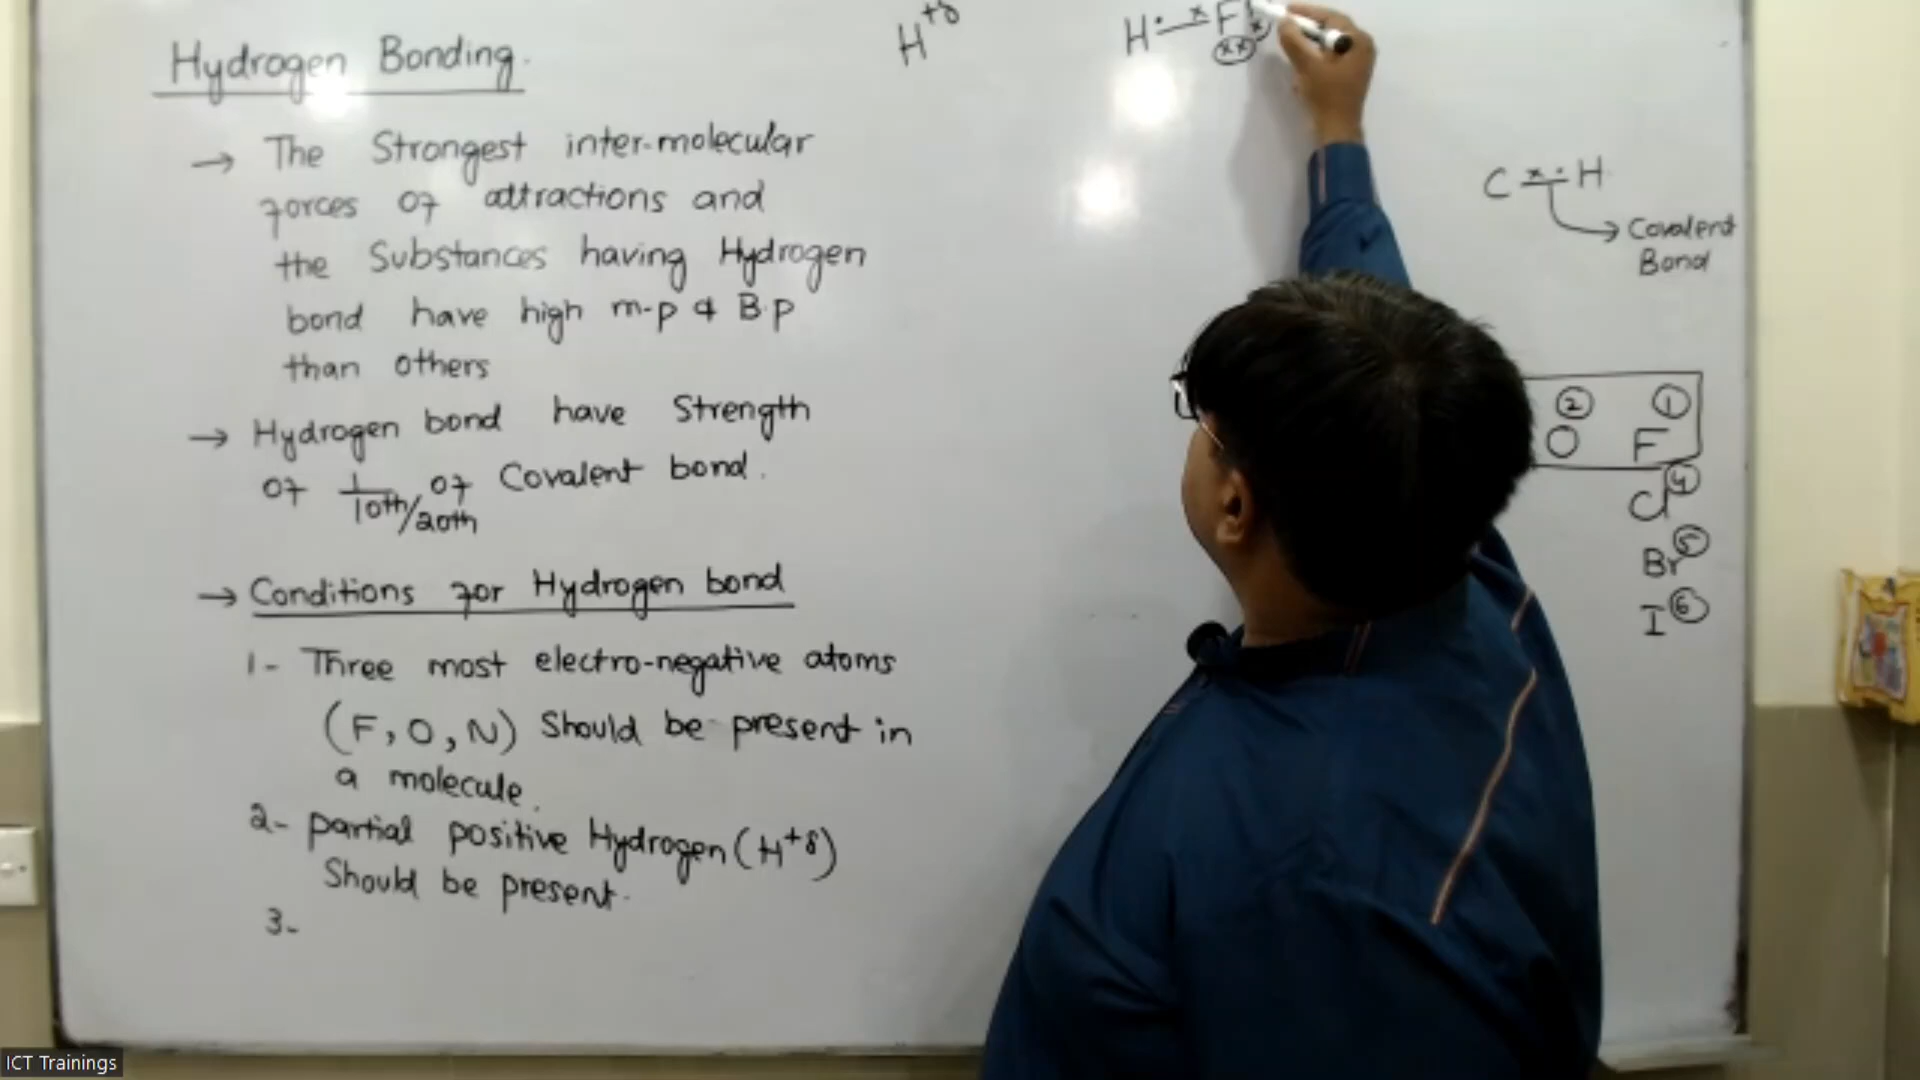 Hydrogen Bonding.
→ The Strongest inter-molecular
forces of attractions and
the Substances having Hydrogen
bond have high m.p & B.p
than others
→ Hydrogen bond have Strength
of 1/10th/20th of Covalent bond.
→ Conditions for Hydrogen bond
1- Three most electro-negative atoms
(F, O, N) Should be present in
a molecule.
2- partial positive Hydrogen (H+δ)
Should be present.
3-
H+δ
H·—×F
××
C ×· H
→ Covalent
Bond
② ①
O F
Cl ④
Br ⑤
I ⑥
ICT Trainings